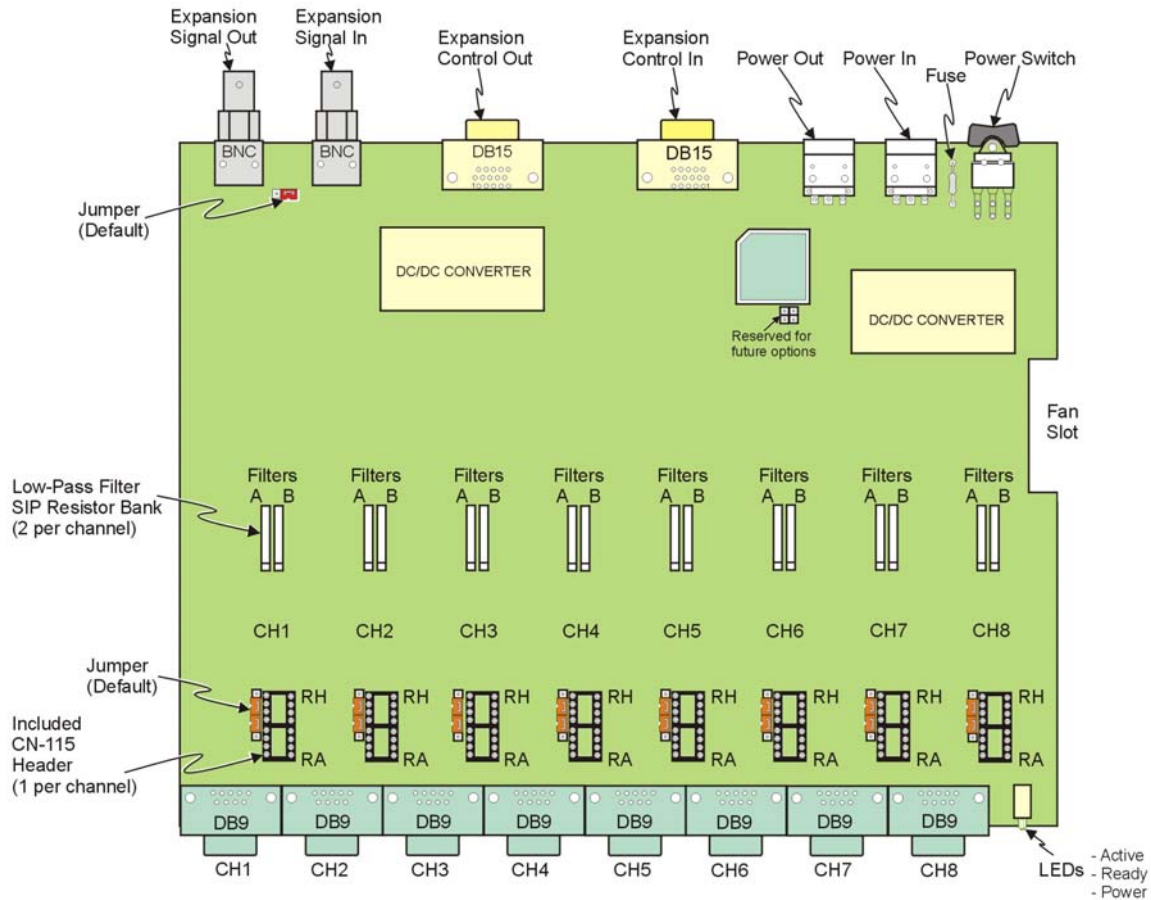 Expansion
Signal Out
Expansion
Signal In
Expansion
Control Out
Expansion
Control In
Power Out
Power In
Fuse
Power Switch
BNC
BNC
DB15
DB15
Jumper
(Default)
DC/DC CONVERTER
DC/DC CONVERTER
Reserved for
future options
Fan
Slot
Low-Pass Filter
SIP Resistor Bank
(2 per channel)
Filters
A B
Filters
A B
Filters
A B
Filters
A B
Filters
A B
Filters
A B
Filters
A B
Filters
A B
CH1
CH2
CH3
CH4
CH5
CH6
CH7
CH8
Jumper
(Default)
Included
CN-115
Header
(1 per channel)
RH
RA
RH
RA
RH
RA
RH
RA
RH
RA
RH
RA
RH
RA
RH
RA
DB9
DB9
DB9
DB9
DB9
DB9
DB9
DB9
CH1
CH2
CH3
CH4
CH5
CH6
CH7
CH8
LEDs
- Active
- Ready
- Power